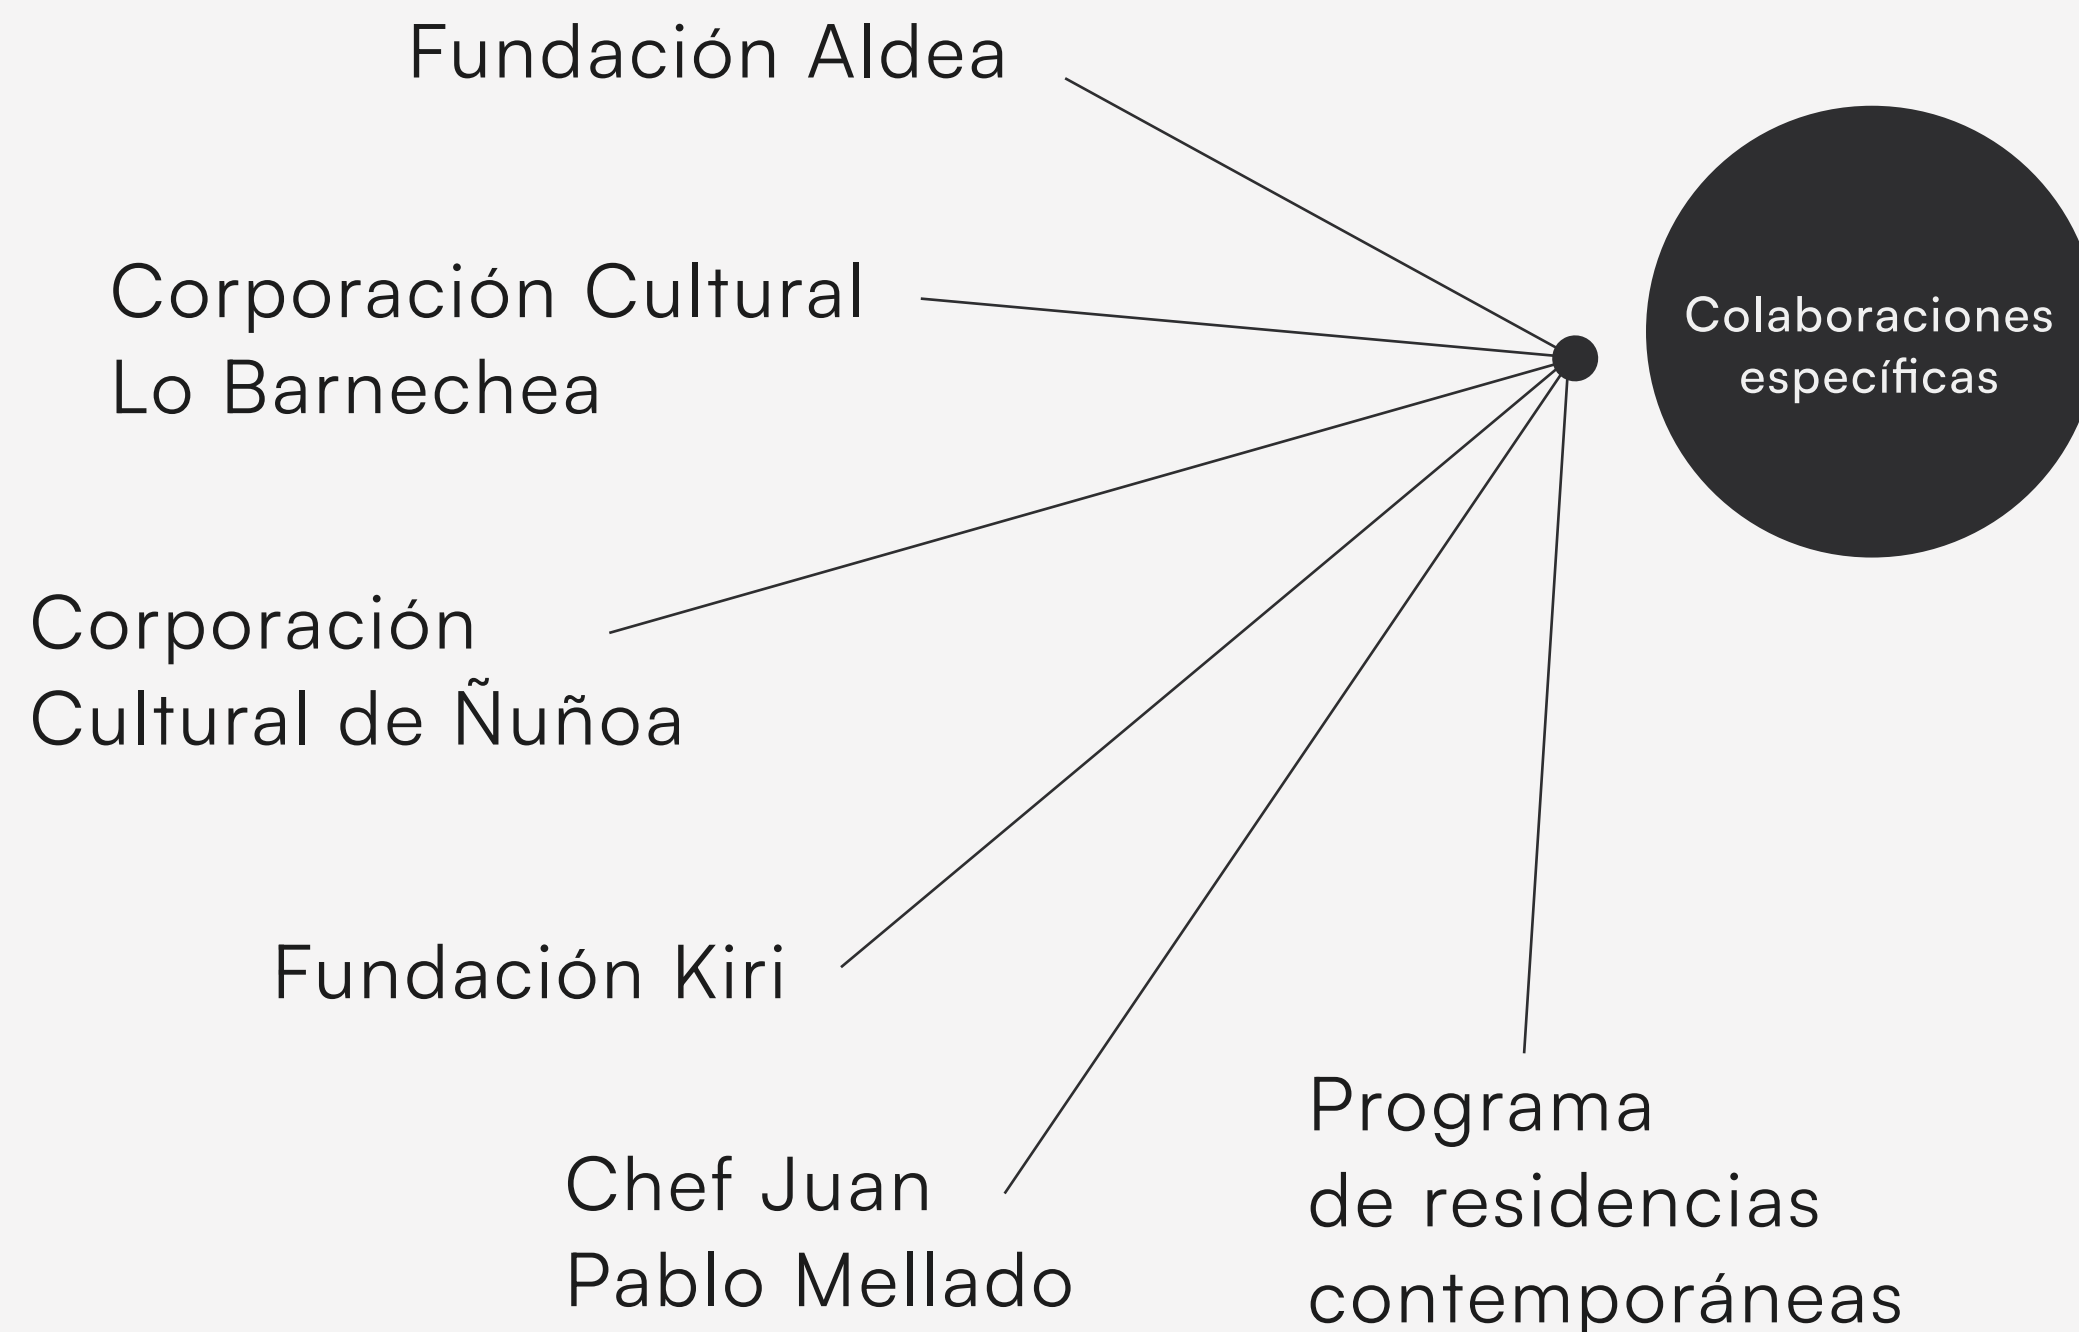 Fundación Aldea
Corporación Cultural
Lo Barnechea
Colaboraciones
específicas
Corporación
Cultural de Ñuñoa
Fundación Kiri
Chef Juan
Pablo Mellado
Programa
de residencias
contemporáneas